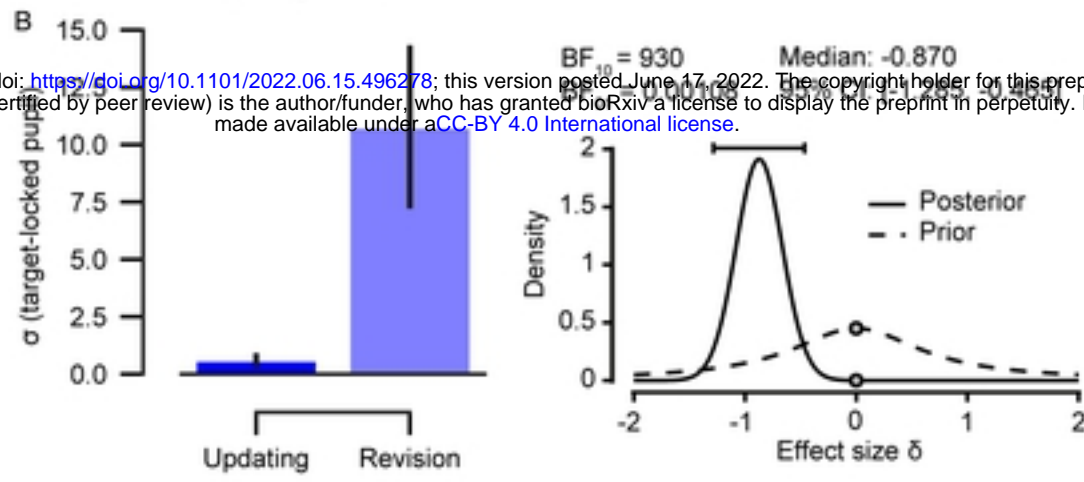 B
15.0
12.5
10.0
7.5
5.0
2.5
0.0
σ (target-locked pupil)
Updating
Revision
BF10 = 930
Median: -0.870
oi: https://doi.org/10.1101/2022.06.15.496278; this version posted June 17, 2022. The copyright holder for this prep
ertified by peer review) is the author/funder, who has granted bioRxiv a license to display the preprint in perpetuity.
made available under aCC-BY 4.0 International license.
2
1.5
1
0.5
0
Density
Posterior
Prior
-2
-1
0
1
2
Effect size δ